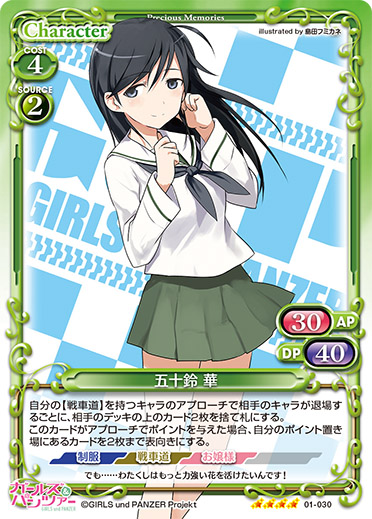 Precious Memories
Character
illustrated by 島田フミカネ
COST
4
SOURCE
2
GIRLS
PANZER
30 AP
DP 40
五十鈴 華
自分の【戦車道】を持つキャラのアプローチで相手のキャラが退場す
るごとに、相手のデッキの上のカード2枚を捨て札にする。
このカードがアプローチでポイントを与えた場合、自分のポイント置き
場にあるカードを2枚まで表向きにする。
制服 戦車道 お嬢様
でも……わたくしはもっと力強い花を活けたいんです！
ガールズ&パンツァー
GIRLS und PANZER
©GIRLS und PANZER Projekt
01-030